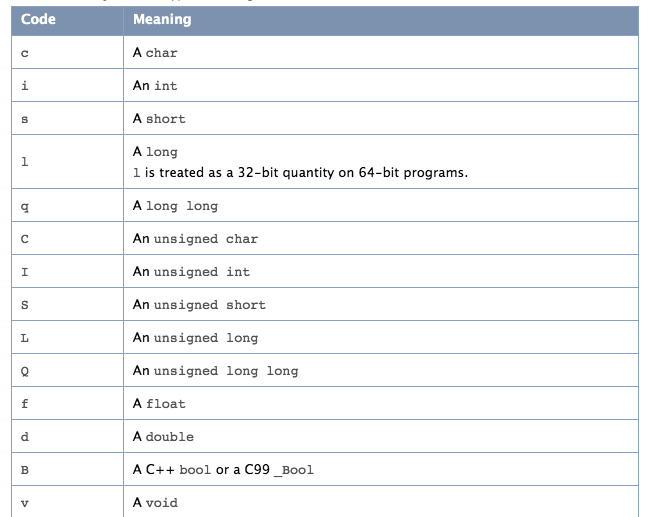 Code Meaning
c A char
i An int
s A short
l A long
l is treated as a 32-bit quantity on 64-bit programs.
q A long long
C An unsigned char
I An unsigned int
S An unsigned short
L An unsigned long
Q An unsigned long long
f A float
d A double
B A C++ bool or a C99 _Bool
v A void